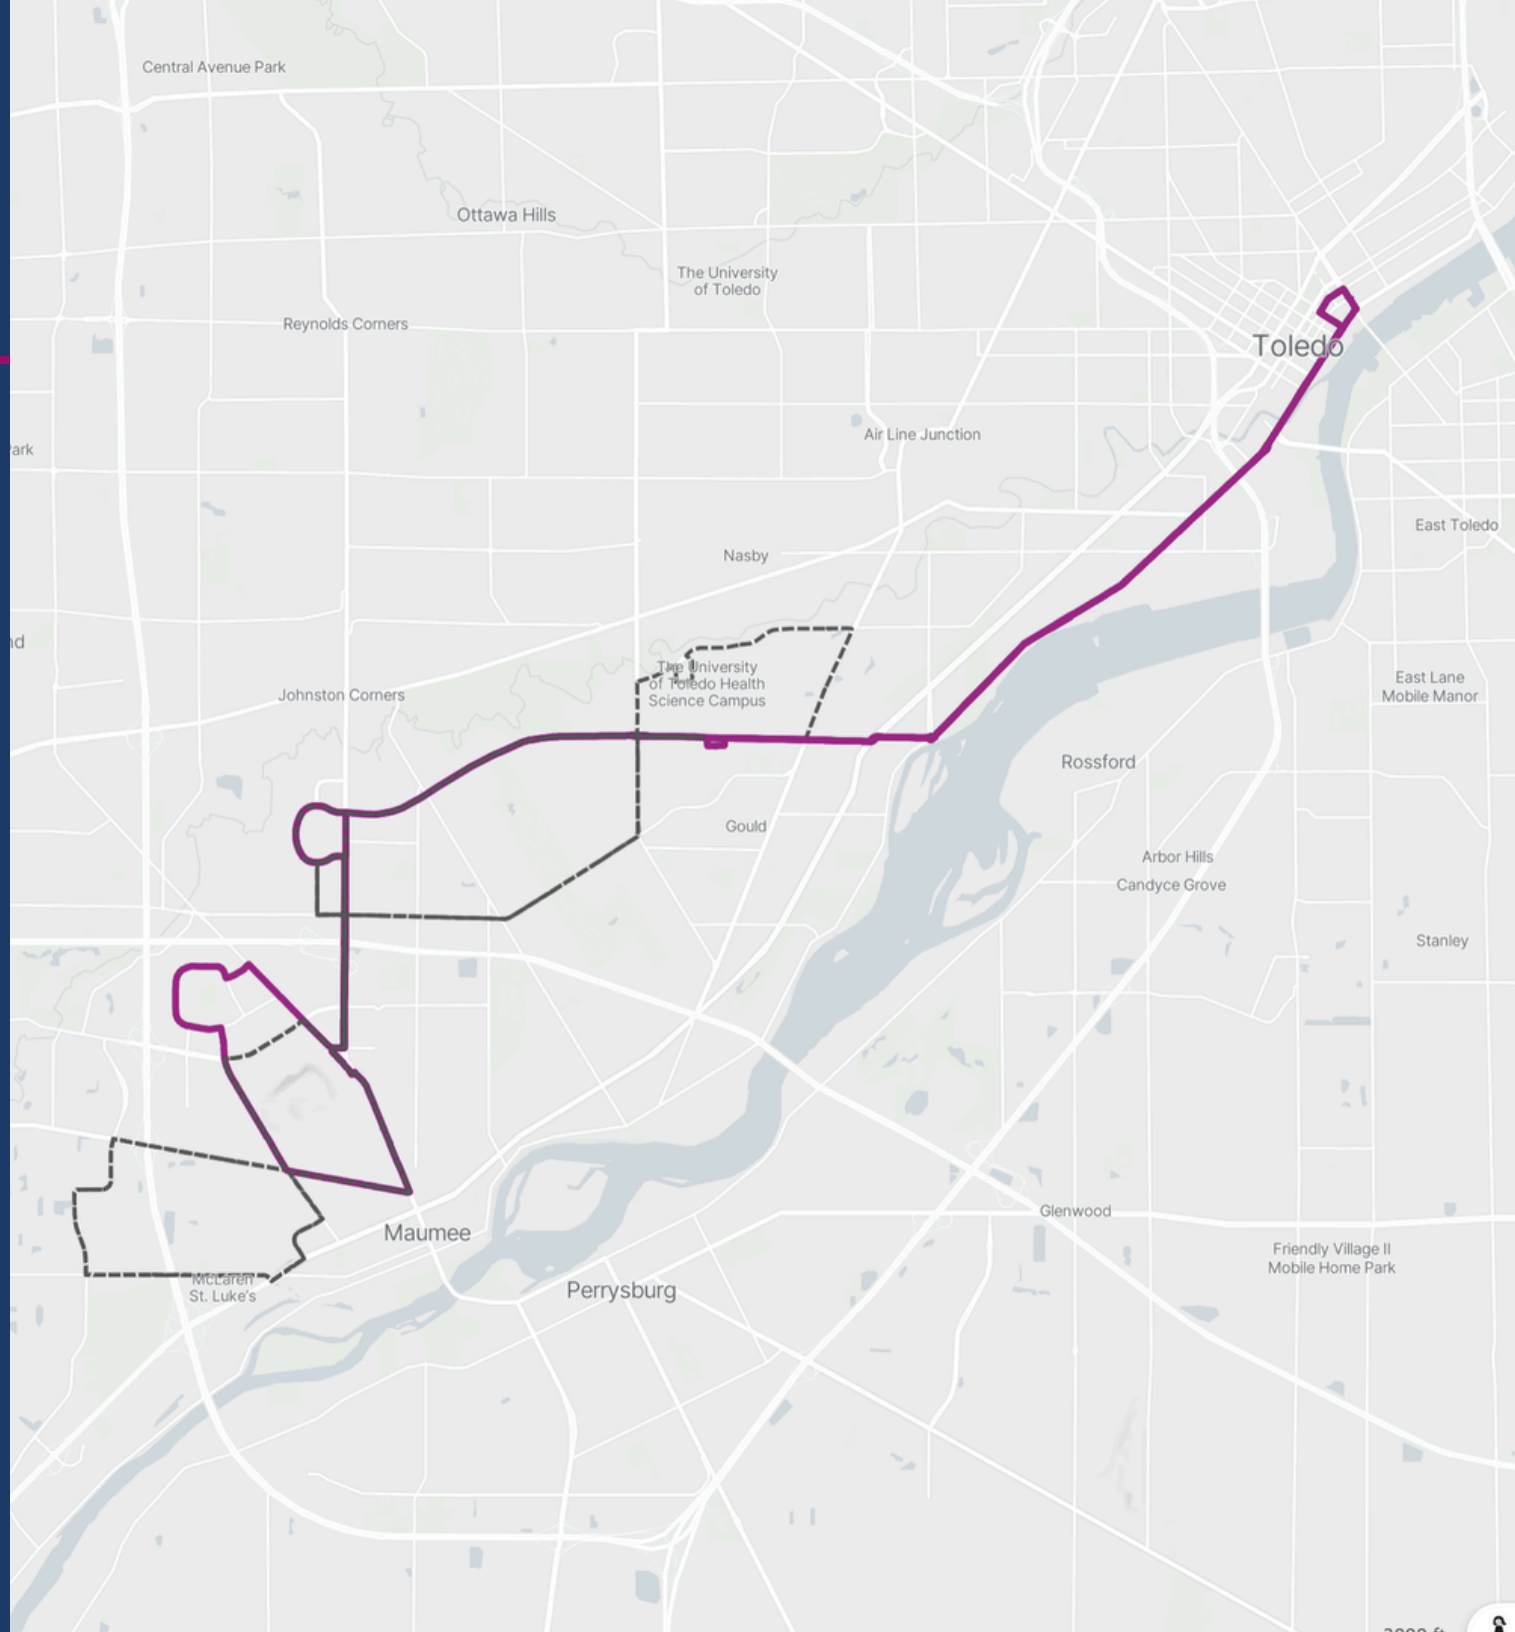 Central Avenue Park
Ottawa Hills
The University
of Toledo
Reynolds Corners
Toledo
Air Line Junction
ark
East Toledo
Nasby
nd
The University
of Toledo Health
Science Campus
East Lane
Mobile Manor
Johnston Corners
Rossford
Gould
Arbor Hills
Candyce Grove
Stanley
Glenwood
Maumee
Friendly Village II
Mobile Home Park
McLaren
St. Luke's
Perrysburg